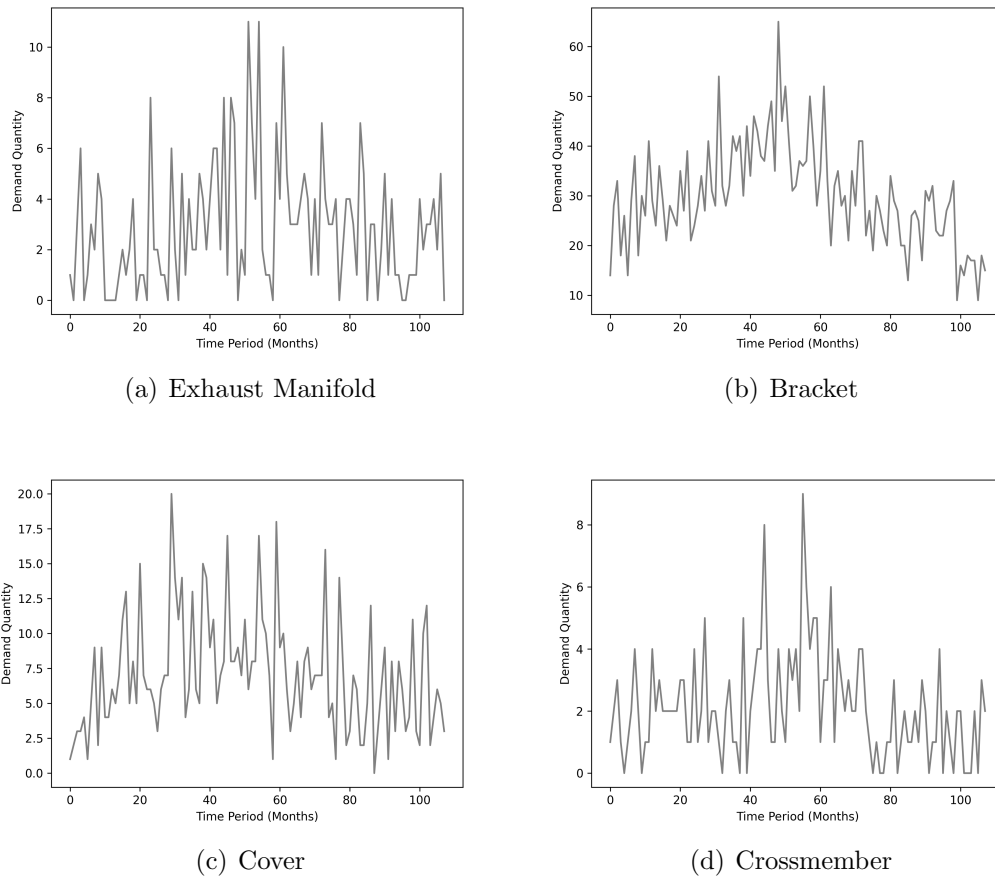 10
8
6
4
2
0
Demand Quantity
0 20 40 60 80 100
Time Period (Months)
(a) Exhaust Manifold
60
50
40
30
20
10
Demand Quantity
0 20 40 60 80 100
Time Period (Months)
(b) Bracket
20.0
17.5
15.0
12.5
10.0
7.5
5.0
2.5
0.0
Demand Quantity
0 20 40 60 80 100
Time Period (Months)
(c) Cover
8
6
4
2
0
Demand Quantity
0 20 40 60 80 100
Time Period (Months)
(d) Crossmember